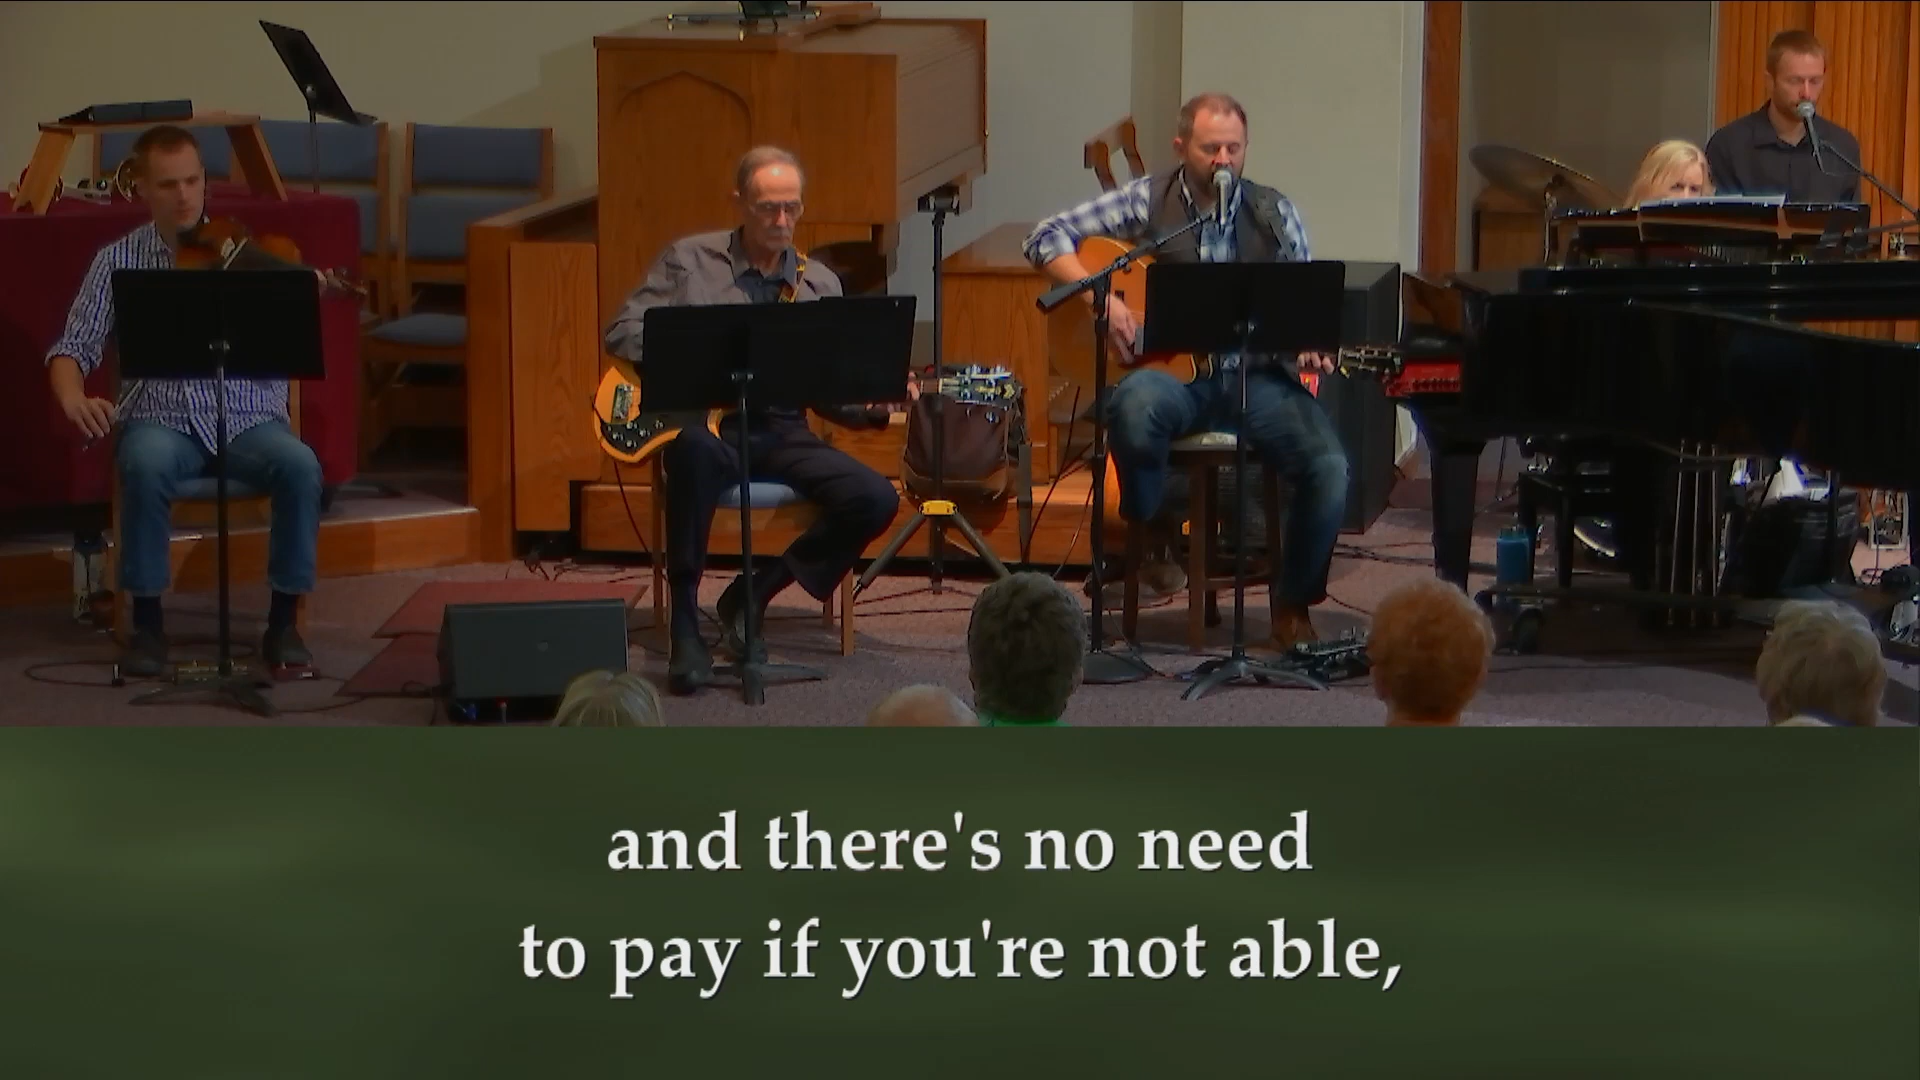 and there's no need
to pay if you're not able,